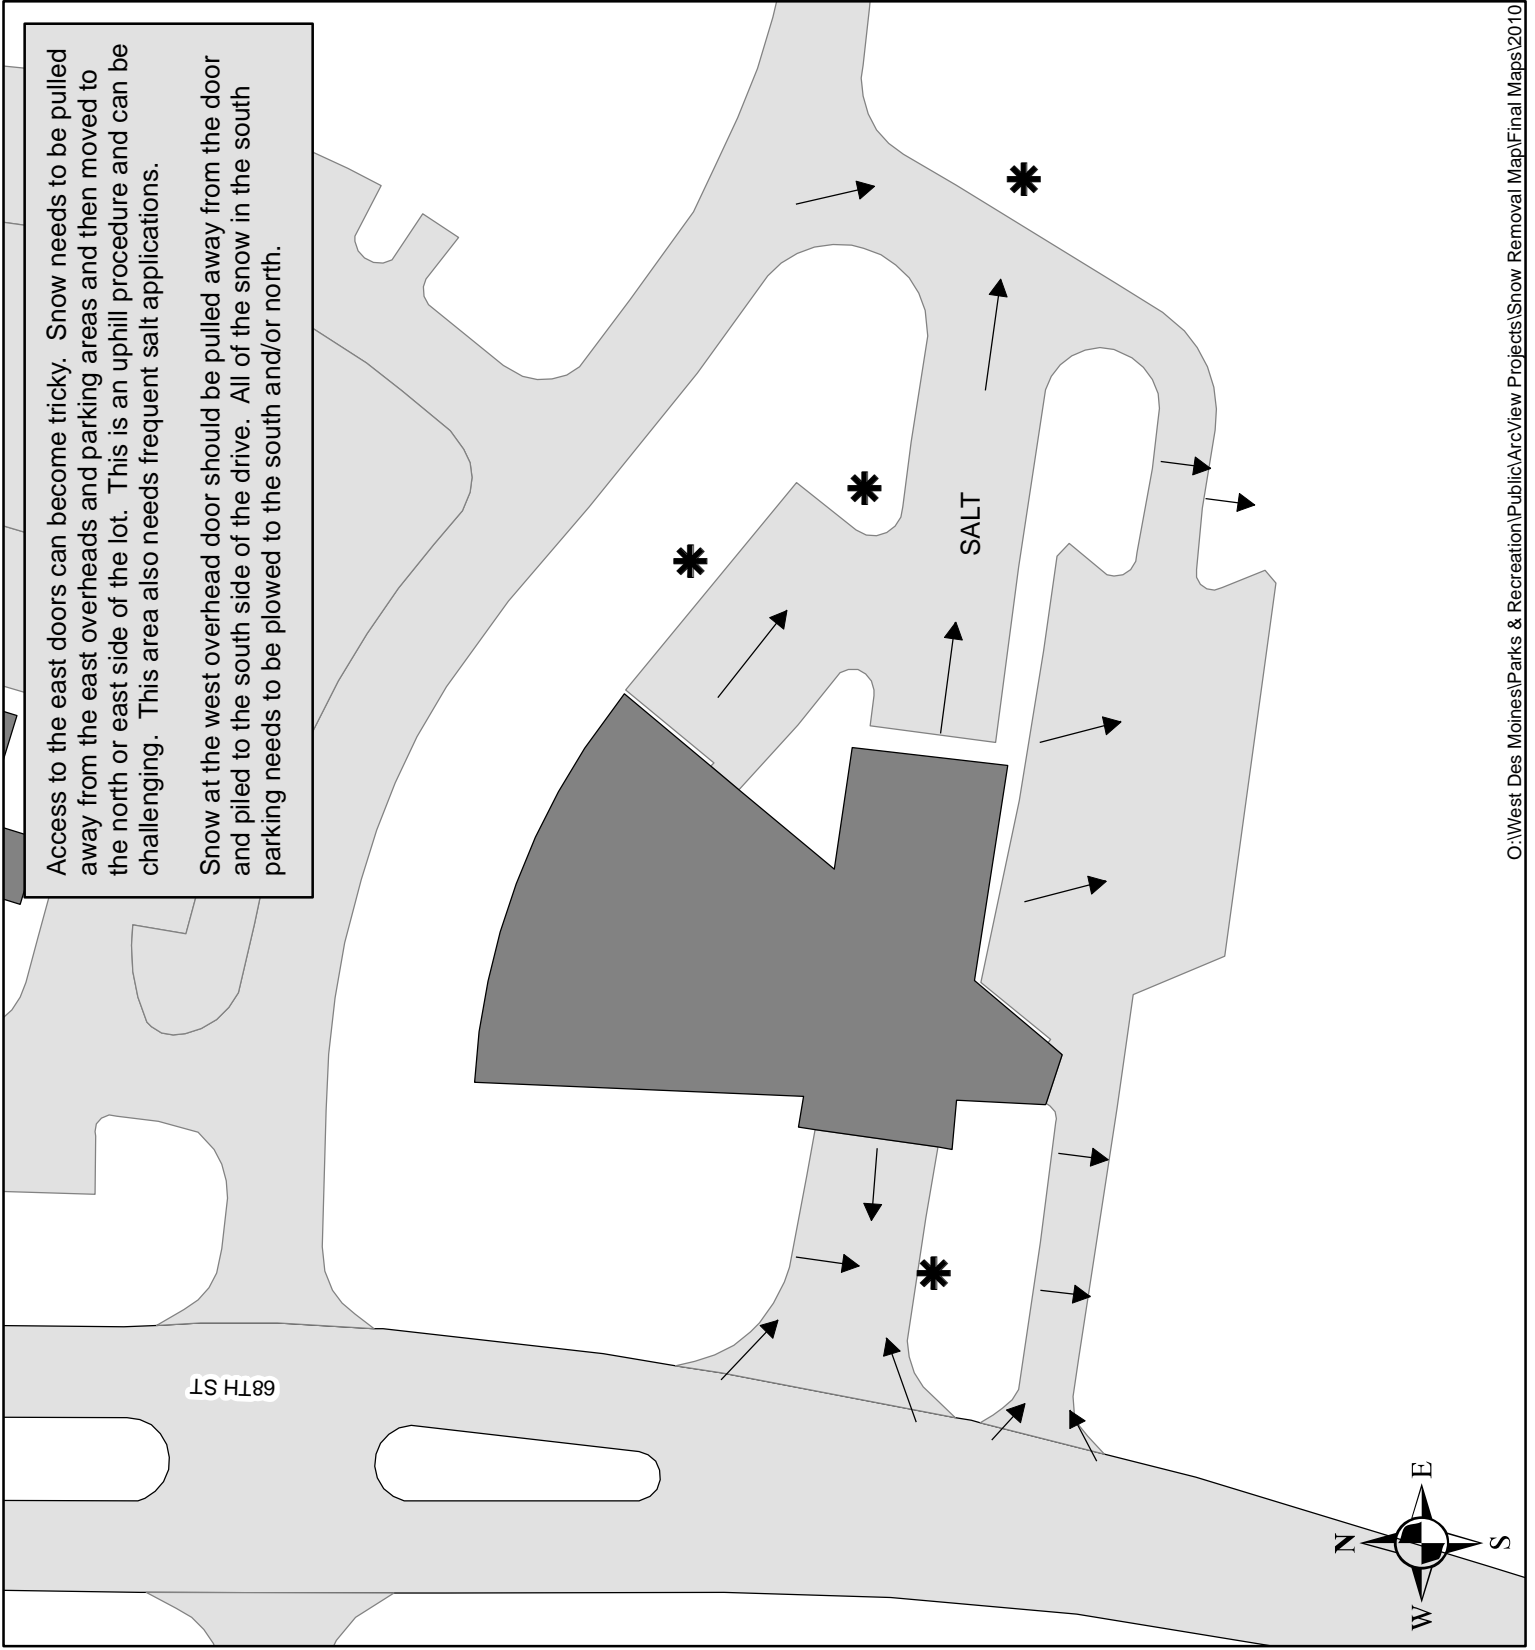 Access to the east doors can become tricky.  Snow needs to be pulled
away from the east overheads and parking areas and then moved to
the north or east side of the lot.  This is an uphill procedure and can be
challenging.  This area also needs frequent salt applications.
Snow at the west overhead door should be pulled away from the door
and piled to the south side of the drive.  All of the snow in the south
parking needs to be plowed to the south and/or north.
SALT
68TH ST
N
E
S
W
O:\West Des Moines\Parks & Recreation\Public\ArcView Projects\Snow Removal Map\Final Maps\2010